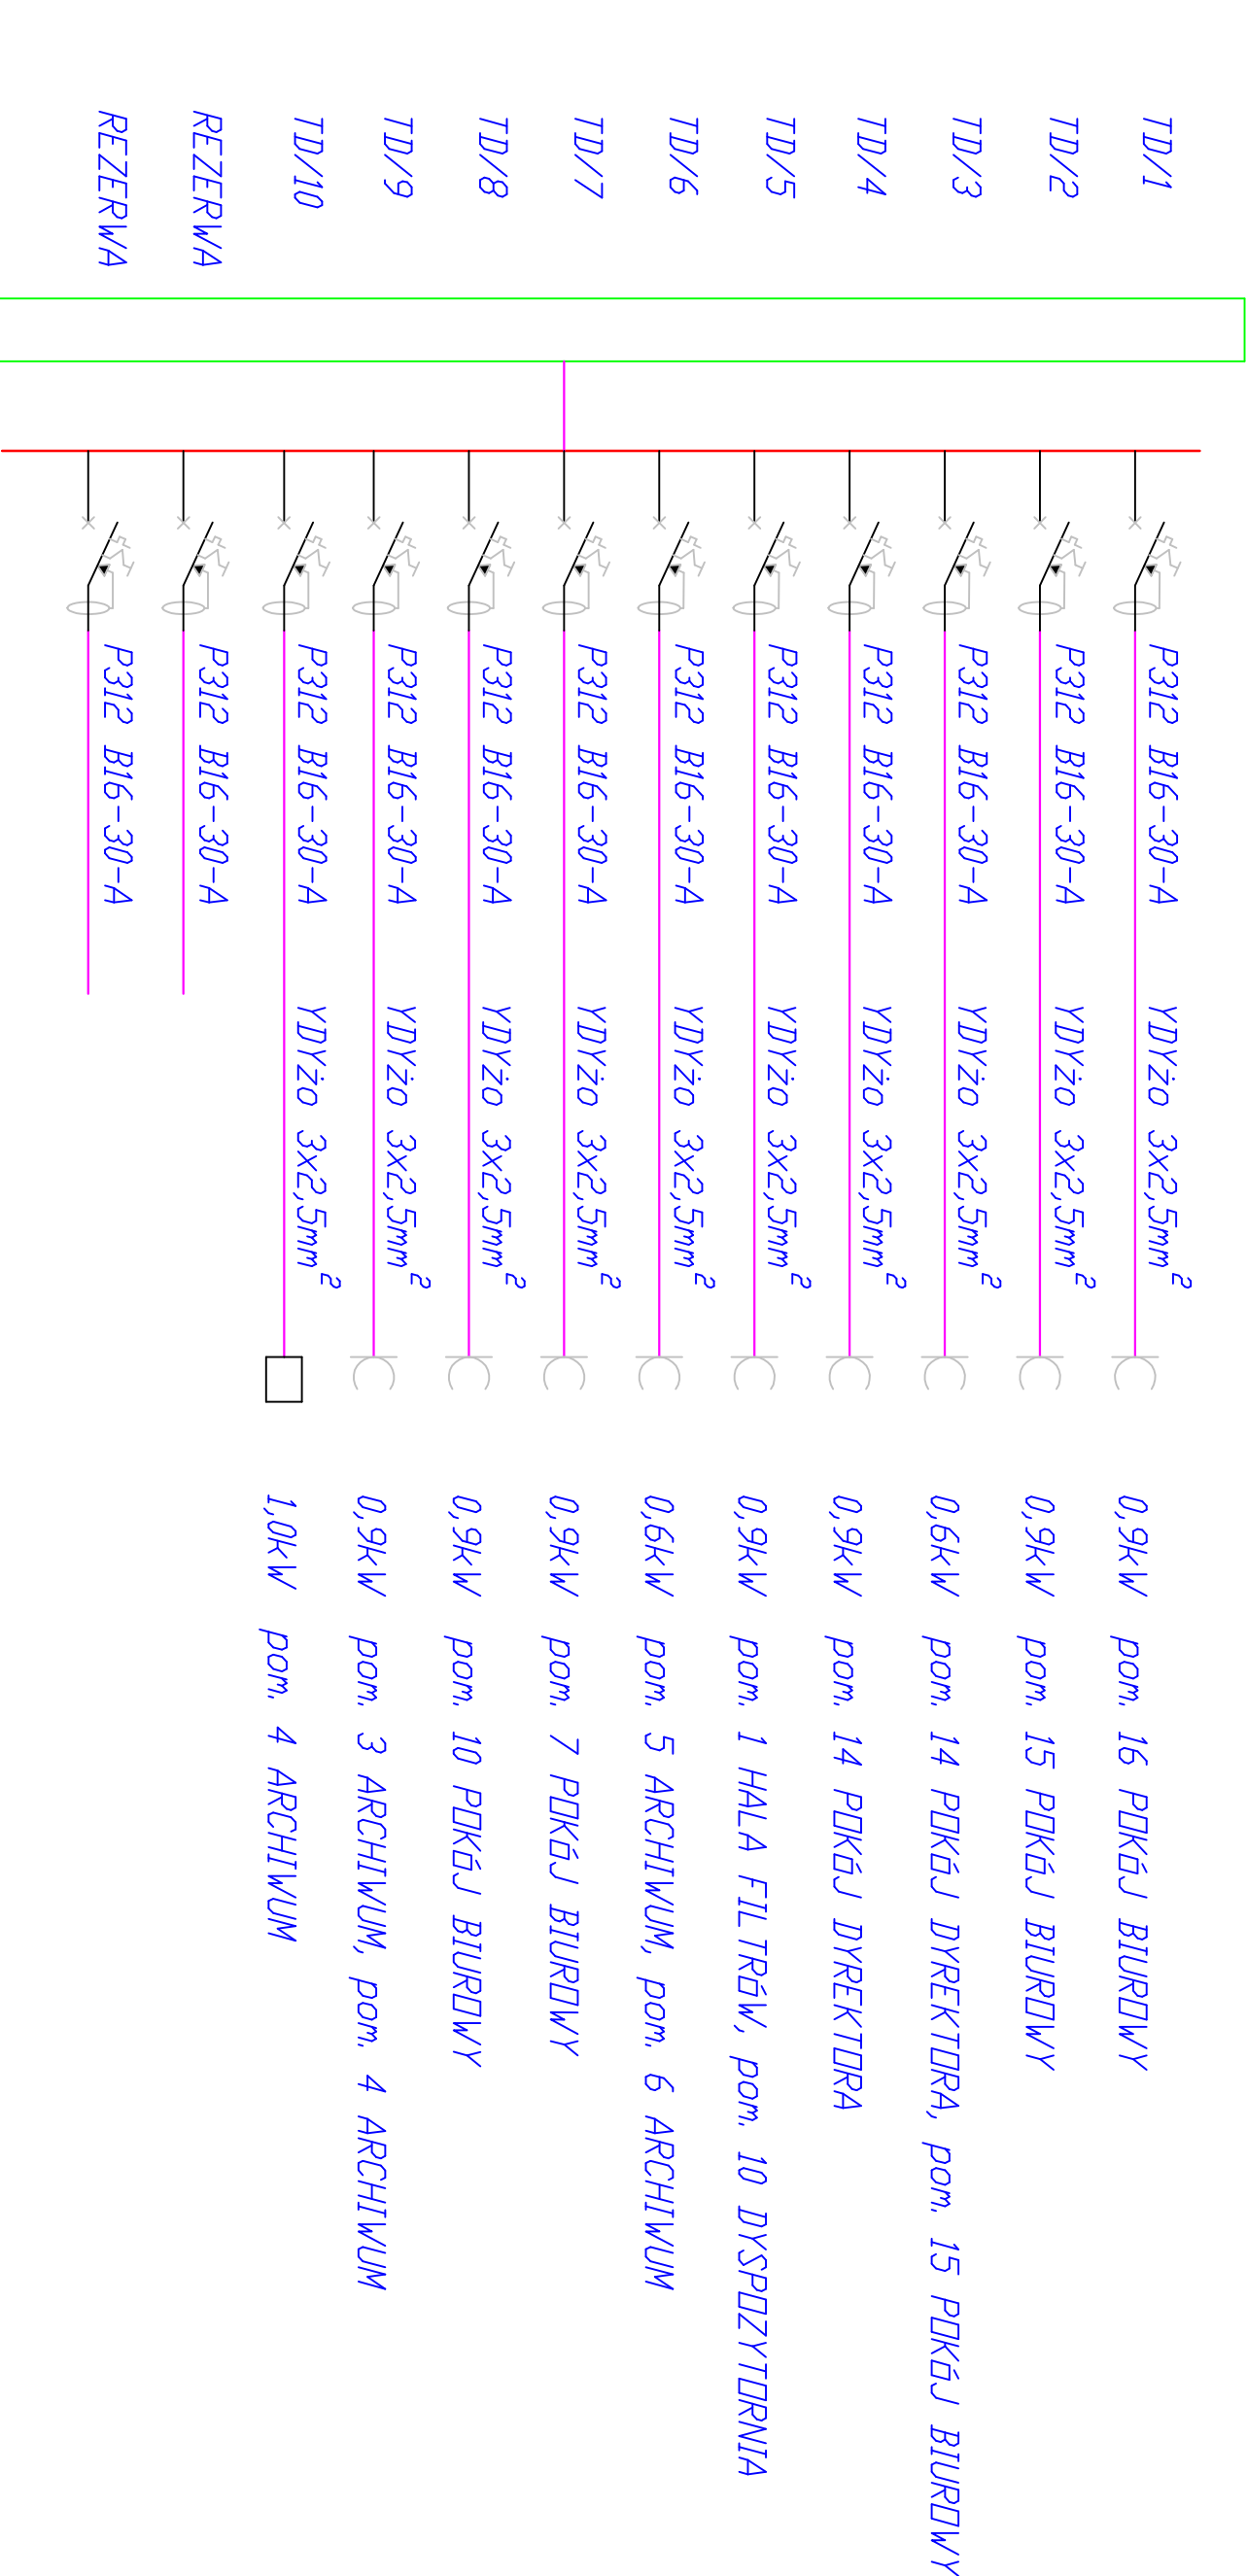 TD/1 P312 B16-30-A YDYżo 3x2,5mm² 0,9kW pom. 16 POKÓJ BIUROWY
TD/2 P312 B16-30-A YDYżo 3x2,5mm² 0,9kW pom. 15 POKÓJ BIUROWY
TD/3 P312 B16-30-A YDYżo 3x2,5mm² 0,6kW pom. 14 POKÓJ DYREKTORA, pom. 15 POKÓJ BIUROWY
TD/4 P312 B16-30-A YDYżo 3x2,5mm² 0,9kW pom. 14 POKÓJ DYREKTORA
TD/5 P312 B16-30-A YDYżo 3x2,5mm² 0,9kW pom. 1 HALA FILTRÓW, pom. 10 DYSPOZYTORNIA
TD/6 P312 B16-30-A YDYżo 3x2,5mm² 0,6kW pom. 5 ARCHIWUM, pom. 6 ARCHIWUM
TD/7 P312 B16-30-A YDYżo 3x2,5mm² 0,9kW pom. 7 POKÓJ BIUROWY
TD/8 P312 B16-30-A YDYżo 3x2,5mm² 0,9kW pom. 10 POKÓJ BIUROWY
TD/9 P312 B16-30-A YDYżo 3x2,5mm² 0,9kW pom. 3 ARCHIWUM, pom. 4 ARCHIWUM
TD/10 P312 B16-30-A YDYżo 3x2,5mm² 1,0kW pom. 4 ARCHIWUM
REZERWA P312 B16-30-A
REZERWA P312 B16-30-A